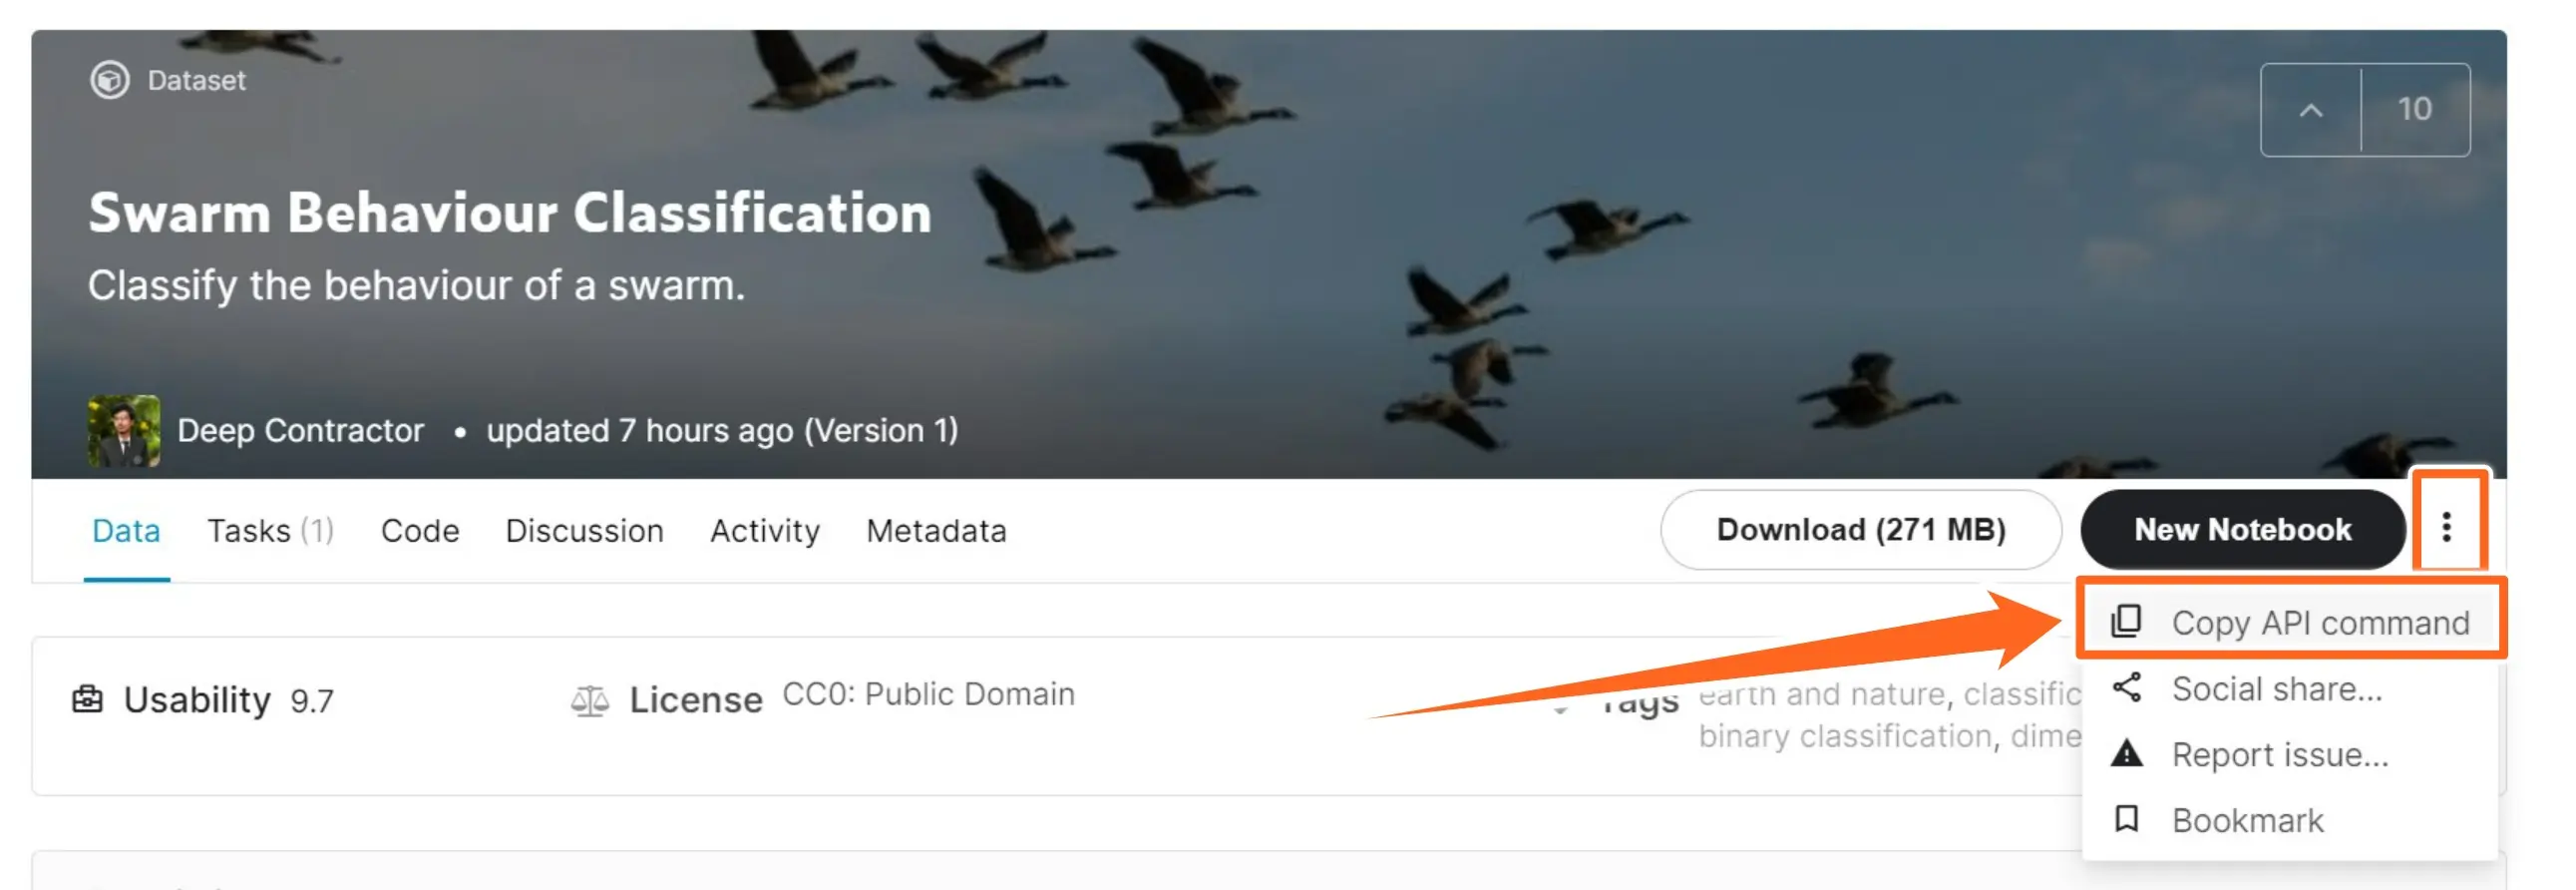 Dataset
10
Swarm Behaviour Classification
Classify the behaviour of a swarm.
Deep Contractor • updated 7 hours ago (Version 1)
Data Tasks (1) Code Discussion Activity Metadata Download (271 MB) New Notebook
Copy API command
Usability 9.7 License CC0: Public Domain Tags earth and nature, classific
binary classification, dime
Social share...
Report issue...
Bookmark